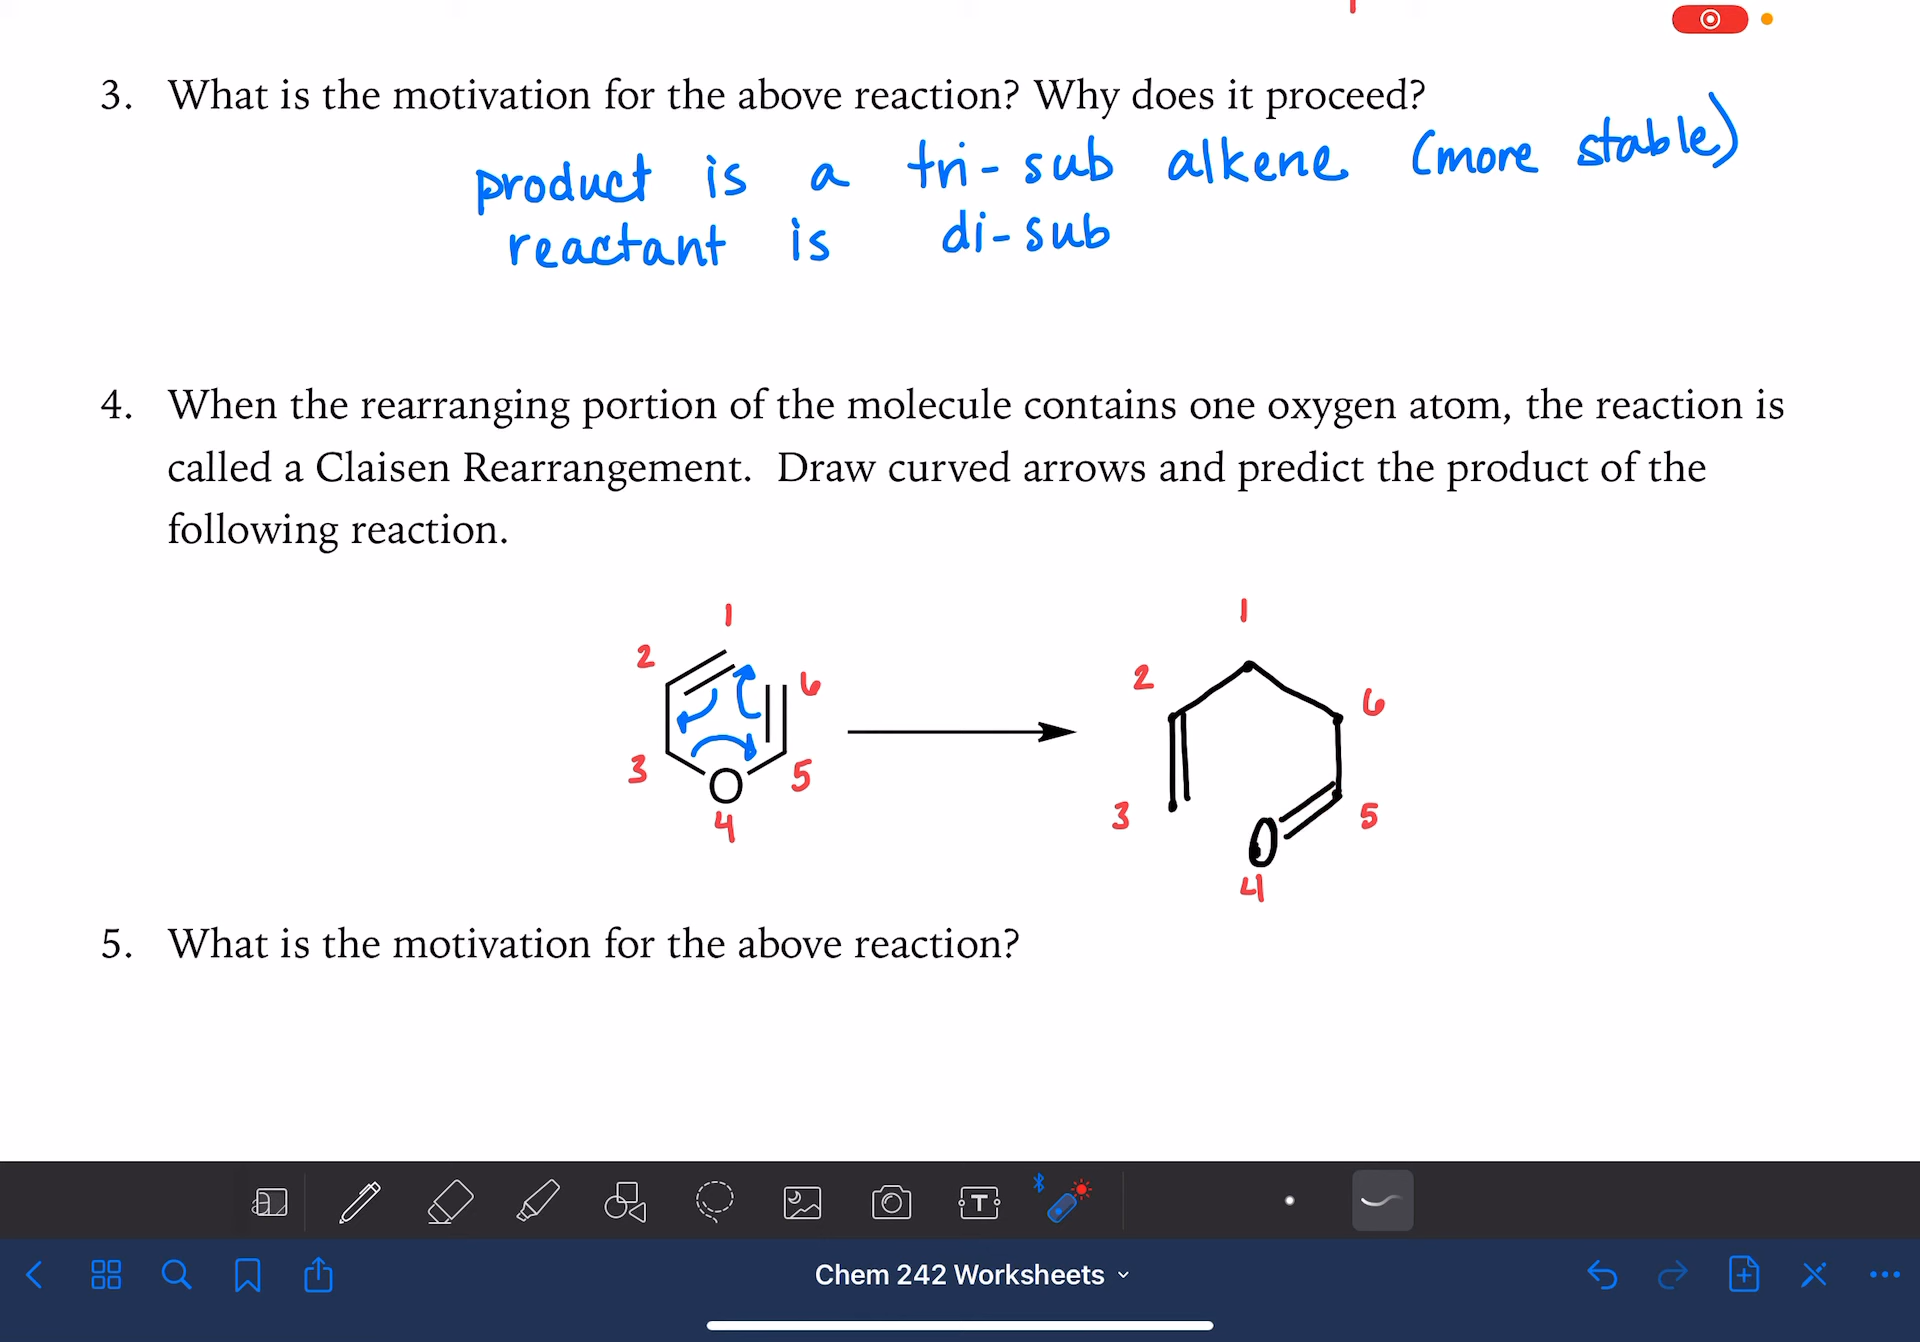 3. What is the motivation for the above reaction? Why does it proceed?
product is a tri-sub alkene (more stable)
reactant is di-sub
4. When the rearranging portion of the molecule contains one oxygen atom, the reaction is
called a Claisen Rearrangement. Draw curved arrows and predict the product of the
following reaction.
1
2
6
3
O
5
4
1
2
6
3
O
5
4
5. What is the motivation for the above reaction?
T
Chem 242 Worksheets